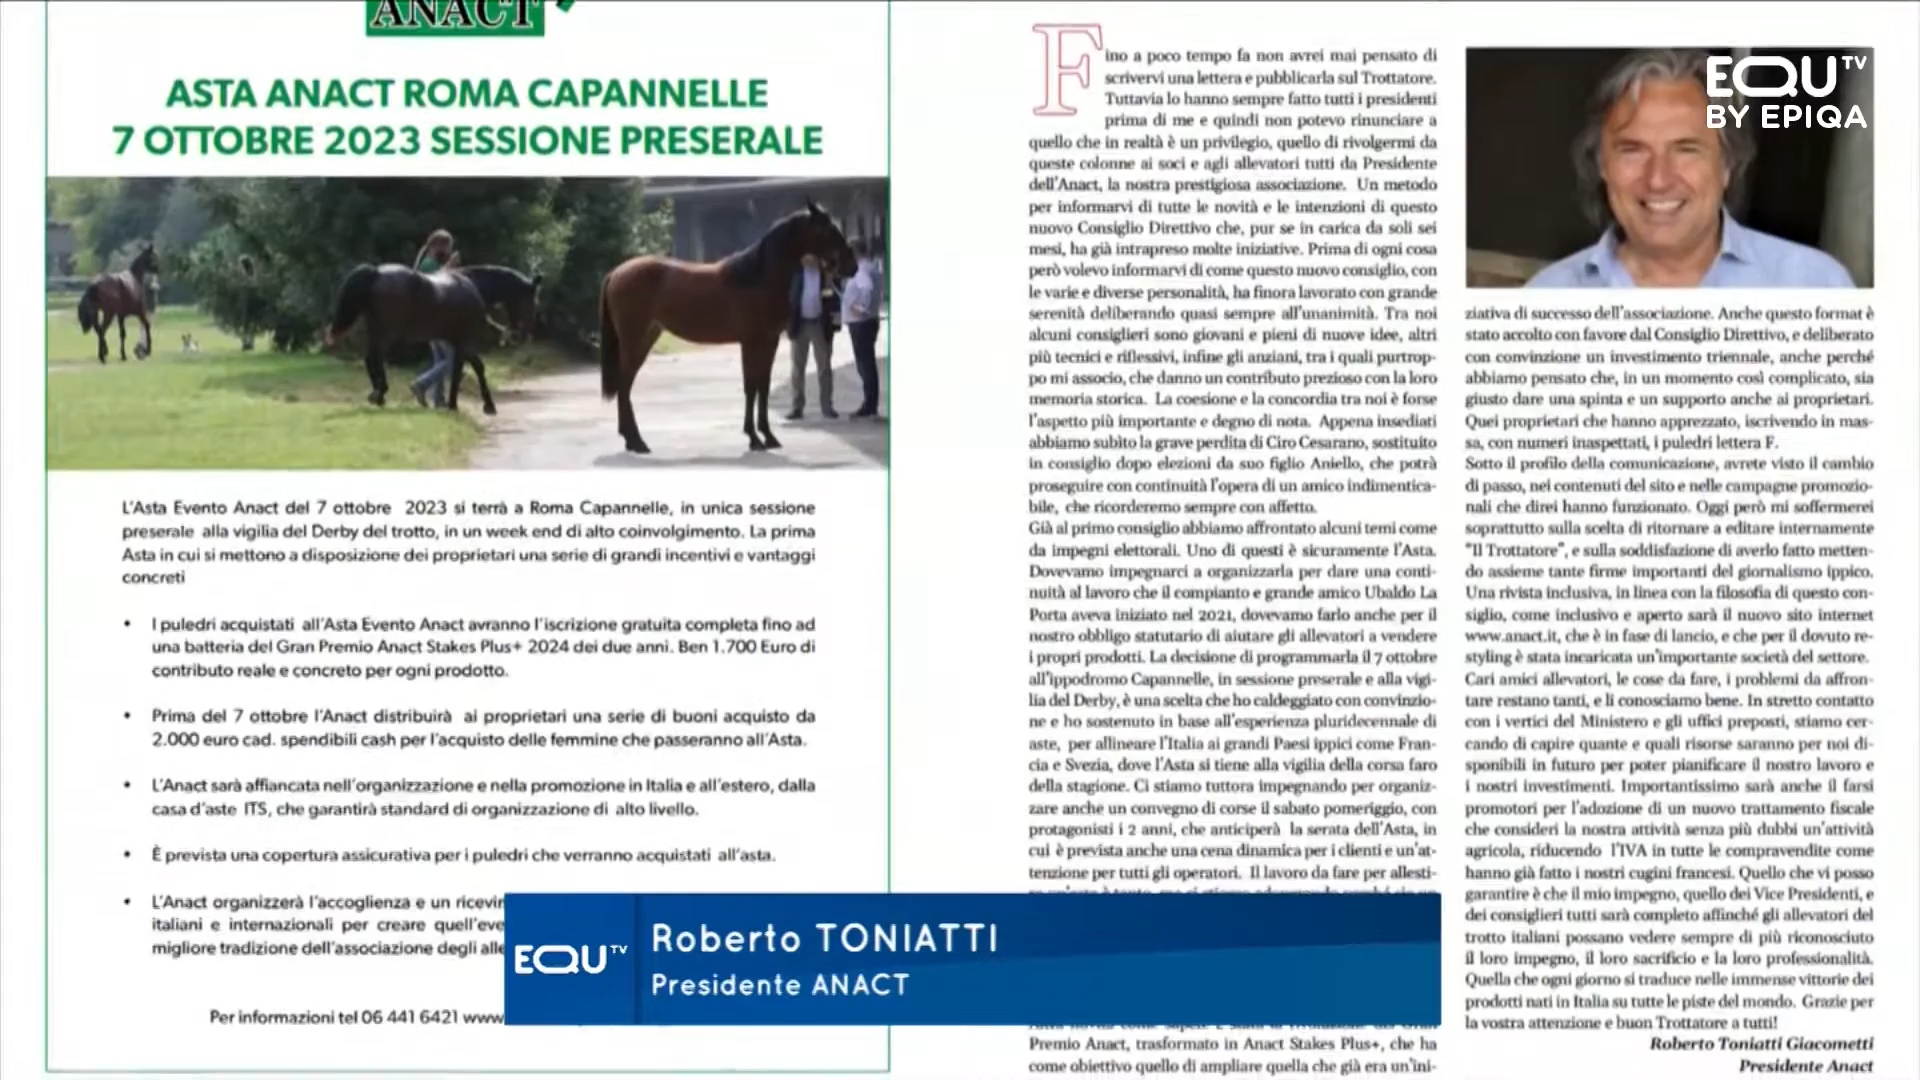 ANACT
ASTA ANACT ROMA CAPANNELLE
7 OTTOBRE 2023 SESSIONE PRESERALE
L'Asta Evento Anact del 7 ottobre 2023 si terrà a Roma Capannelle, in unica sessione
preserale alla vigilia del Derby del trotto, in un week end di alto coinvolgimento. La prima
Asta in cui si mettono a disposizione dei proprietari una serie di grandi incentivi e vantaggi
concreti
• I puledri acquistati all'Asta Evento Anact avranno l'iscrizione gratuita completa fino ad
una batteria del Gran Premio Anact Stakes Plus+ 2024 dei due anni. Ben 1.700 Euro di
contributo reale e concreto per ogni prodotto.
• Prima del 7 ottobre l'Anact distribuirà ai proprietari una serie di buoni acquisto da
2.000 euro cad. spendibili cash per l'acquisto delle femmine che passeranno all'Asta.
• L'Anact sarà affiancata nell'organizzazione e nella promozione in Italia e all'estero, dalla
casa d'aste ITS, che garantirà standard di organizzazione di alto livello.
• È prevista una copertura assicurativa per i puledri che verranno acquistati all'asta.
• L'Anact organizzerà l'accoglienza e un
italiani e internazionali per creare quell'
migliore tradizione dell'associazione degli
Per informazioni tel 06 441 6421 www
Fino a poco tempo fa non avrei mai pensato di
scrivervi una lettera e pubblicarla sul Trottatore.
Tuttavia lo hanno sempre fatto tutti i presidenti
prima di me e quindi non potevo rinunciare a
quello che in realtà è un privilegio, quello di rivolgermi da
queste colonne ai soci e agli allevatori tutti da Presidente
dell'Anact, la nostra prestigiosa associazione. Un metodo
per informarvi di tutte le novità e le intenzioni di questo
nuovo Consiglio Direttivo che, pur se in carica da soli sei
mesi, ha già intrapreso molte iniziative. Prima di ogni cosa
però volevo informarvi di come questo nuovo consiglio, con
le varie e diverse personalità, ha finora lavorato con grande
serenità deliberando quasi sempre all'unanimità. Tra noi
alcuni consiglieri sono giovani e pieni di nuove idee, altri
più tecnici e riflessivi, infine gli anziani, tra i quali purtrop-
po mi associo, che danno un contributo prezioso con la loro
memoria storica. La coesione e la concordia tra noi è forse
l'aspetto più importante e degno di nota. Appena insediati
abbiamo subito la grave perdita di Ciro Cesarano, sostituito
in consiglio dopo elezioni da suo figlio Aniello, che potrà
proseguire con continuità l'opera di un amico indimentica-
bile, che ricorderemo sempre con affetto.
Già al primo consiglio abbiamo affrontato alcuni temi come
da impegni elettorali. Uno di questi è sicuramente l'Asta.
Dovevamo impegnarci a organizzarla per dare una conti-
nuità al lavoro che il compianto e grande amico Ubaldo La
Porta aveva iniziato nel 2021, dovevamo farlo anche per il
nostro obbligo statutario di aiutare gli allevatori a vendere
i propri prodotti. La decisione di programmarla il 7 ottobre
all'ippodromo Capannelle, in sessione preserale e alla vigi-
lia del Derby, è una scelta che ho caldeggiato con convinzio-
ne e ho sostenuto in base all'esperienza pluridecennale di
aste, per allineare l'Italia ai grandi Paesi ippici come Fran-
cia e Svezia, dove l'Asta si tiene alla vigilia della corsa faro
della stagione. Ci stiamo tuttora impegnando per organiz-
zare anche un convegno di corse il sabato pomeriggio, con
protagonisti i 2 anni, che anticiperà la serata dell'Asta, in
cui è prevista anche una cena dinamica per i clienti e un'at-
tenzione per tutti gli operatori. Il lavoro da fare per allesti-
Premio Anact, trasformato in Anact Stakes Plus+, che ha
come obiettivo quello di ampliare quella che già era un'ini-
ziativa di successo dell'associazione. Anche questo format è
stato accolto con favore dal Consiglio Direttivo, e deliberato
con convinzione un investimento triennale, anche perché
abbiamo pensato che, in un momento così complicato, sia
giusto dare una spinta e un supporto anche ai proprietari.
Quei proprietari che hanno apprezzato, iscrivendo in mas-
sa, con numeri inaspettati, i puledri lettera F.
Sotto il profilo della comunicazione, avrete visto il cambio
di passo, nei contenuti del sito e nelle campagne promozio-
nali che direi hanno funzionato. Oggi però mi soffermerei
soprattutto sulla scelta di ritornare a editare internamente
"Il Trottatore", e sulla soddisfazione di averlo fatto metten-
do assieme tante firme importanti del giornalismo ippico.
Una rivista inclusiva, in linea con la filosofia di questo con-
siglio, come inclusivo e aperto sarà il nuovo sito internet
www.anact.it, che è in fase di lancio, e che per il dovuto re-
styling è stata incaricata un'importante società del settore.
Cari amici allevatori, le cose da fare, i problemi da affron-
tare restano tanti, e li conosciamo bene. In stretto contatto
con i vertici del Ministero e gli uffici preposti, stiamo cer-
cando di capire quante e quali risorse saranno per noi di-
sponibili in futuro per poter pianificare il nostro lavoro e
i nostri investimenti. Importantissimo sarà anche il farsi
promotori per l'adozione di un nuovo trattamento fiscale
che consideri la nostra attività senza più dubbi un'attività
agricola, riducendo l'IVA in tutte le compravendite come
hanno già fatto i nostri cugini francesi. Quello che vi posso
garantire è che il mio impegno, quello dei Vice Presidenti, e
dei consiglieri tutti sarà completo affinché gli allevatori del
trotto italiani possano vedere sempre di più riconosciuto
il loro impegno, il loro sacrificio e la loro professionalità.
Quella che ogni giorno si traduce nelle immense vittorie dei
prodotti nati in Italia su tutte le piste del mondo. Grazie per
la vostra attenzione e buon Trottatore a tutti!
Roberto Toniatti Giacometti
Presidente Anact
EQU TV
BY EPIQA
EQU TV
Roberto TONIATTI
Presidente ANACT